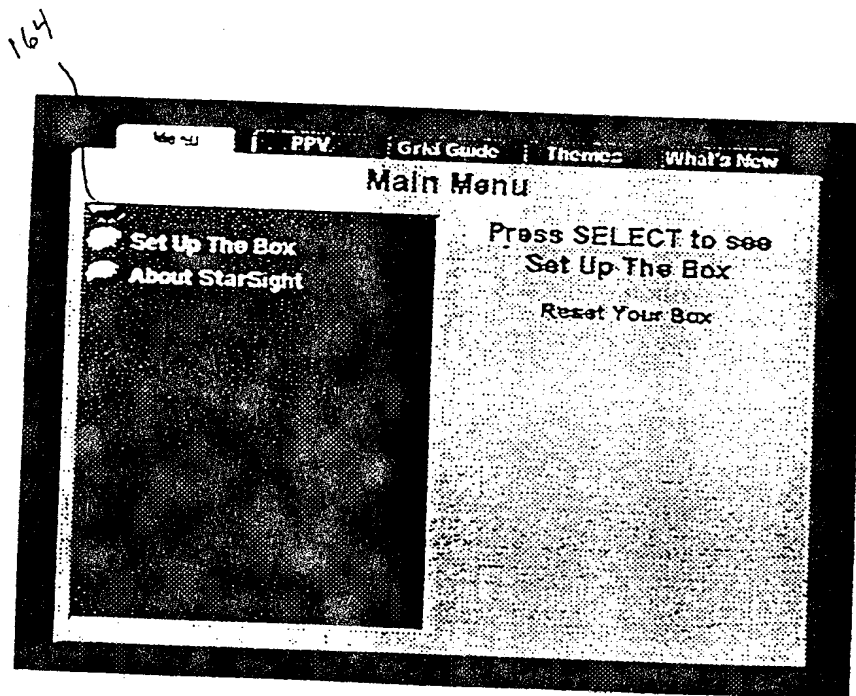 164
Menu PPV Grid Guide Themes What's New
Main Menu
Set Up The Box
About StarSight
Press SELECT to see
Set Up The Box
Reset Your Box